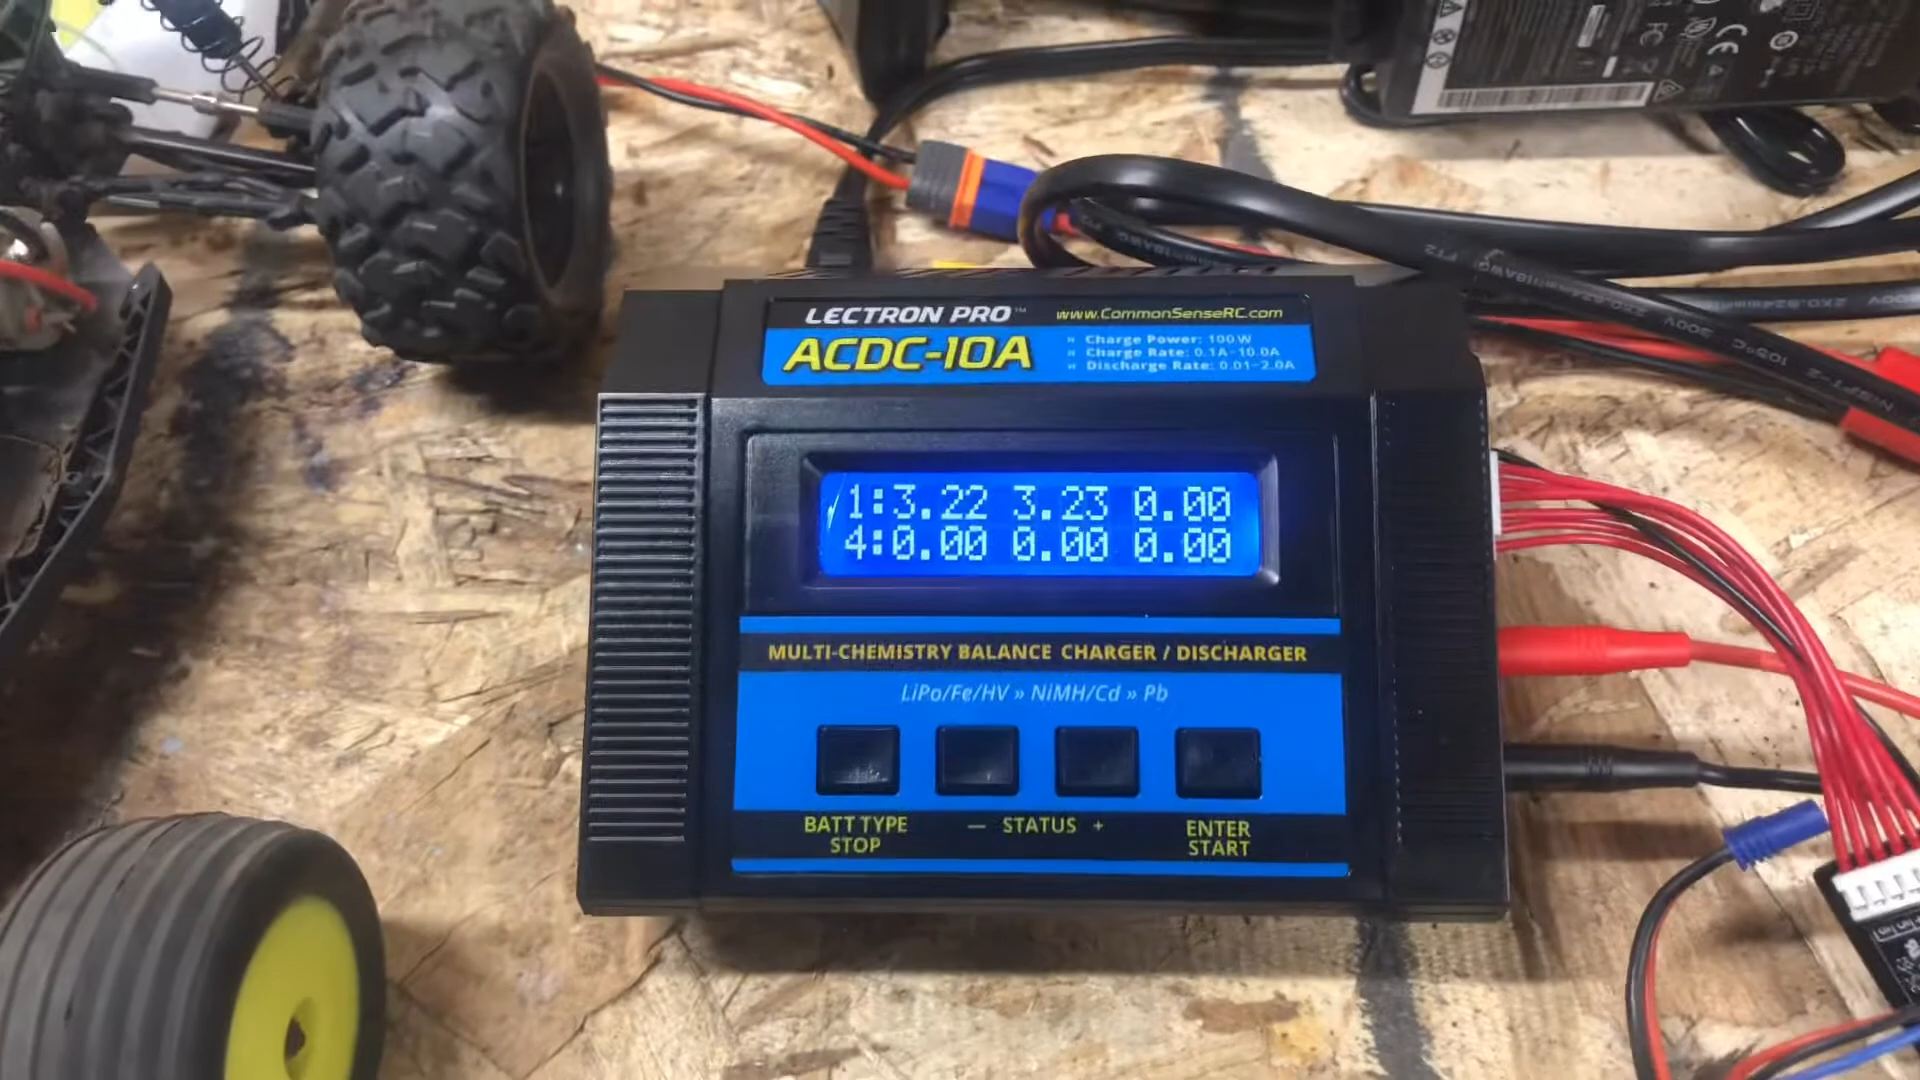 LECTRON PRO™ www.CommonSenseRC.com
ACDC-10A
» Charge Power: 100W
» Charge Rate: 0.1A-10.0A
» Discharge Rate: 0.01-2.0A
1:3.22 3.23 0.00
4:0.00 0.00 0.00
MULTI-CHEMISTRY BALANCE CHARGER / DISCHARGER
LiPo/Fe/HV » NiMH/Cd » Pb
BATT TYPE
STOP
— STATUS +
ENTER
START